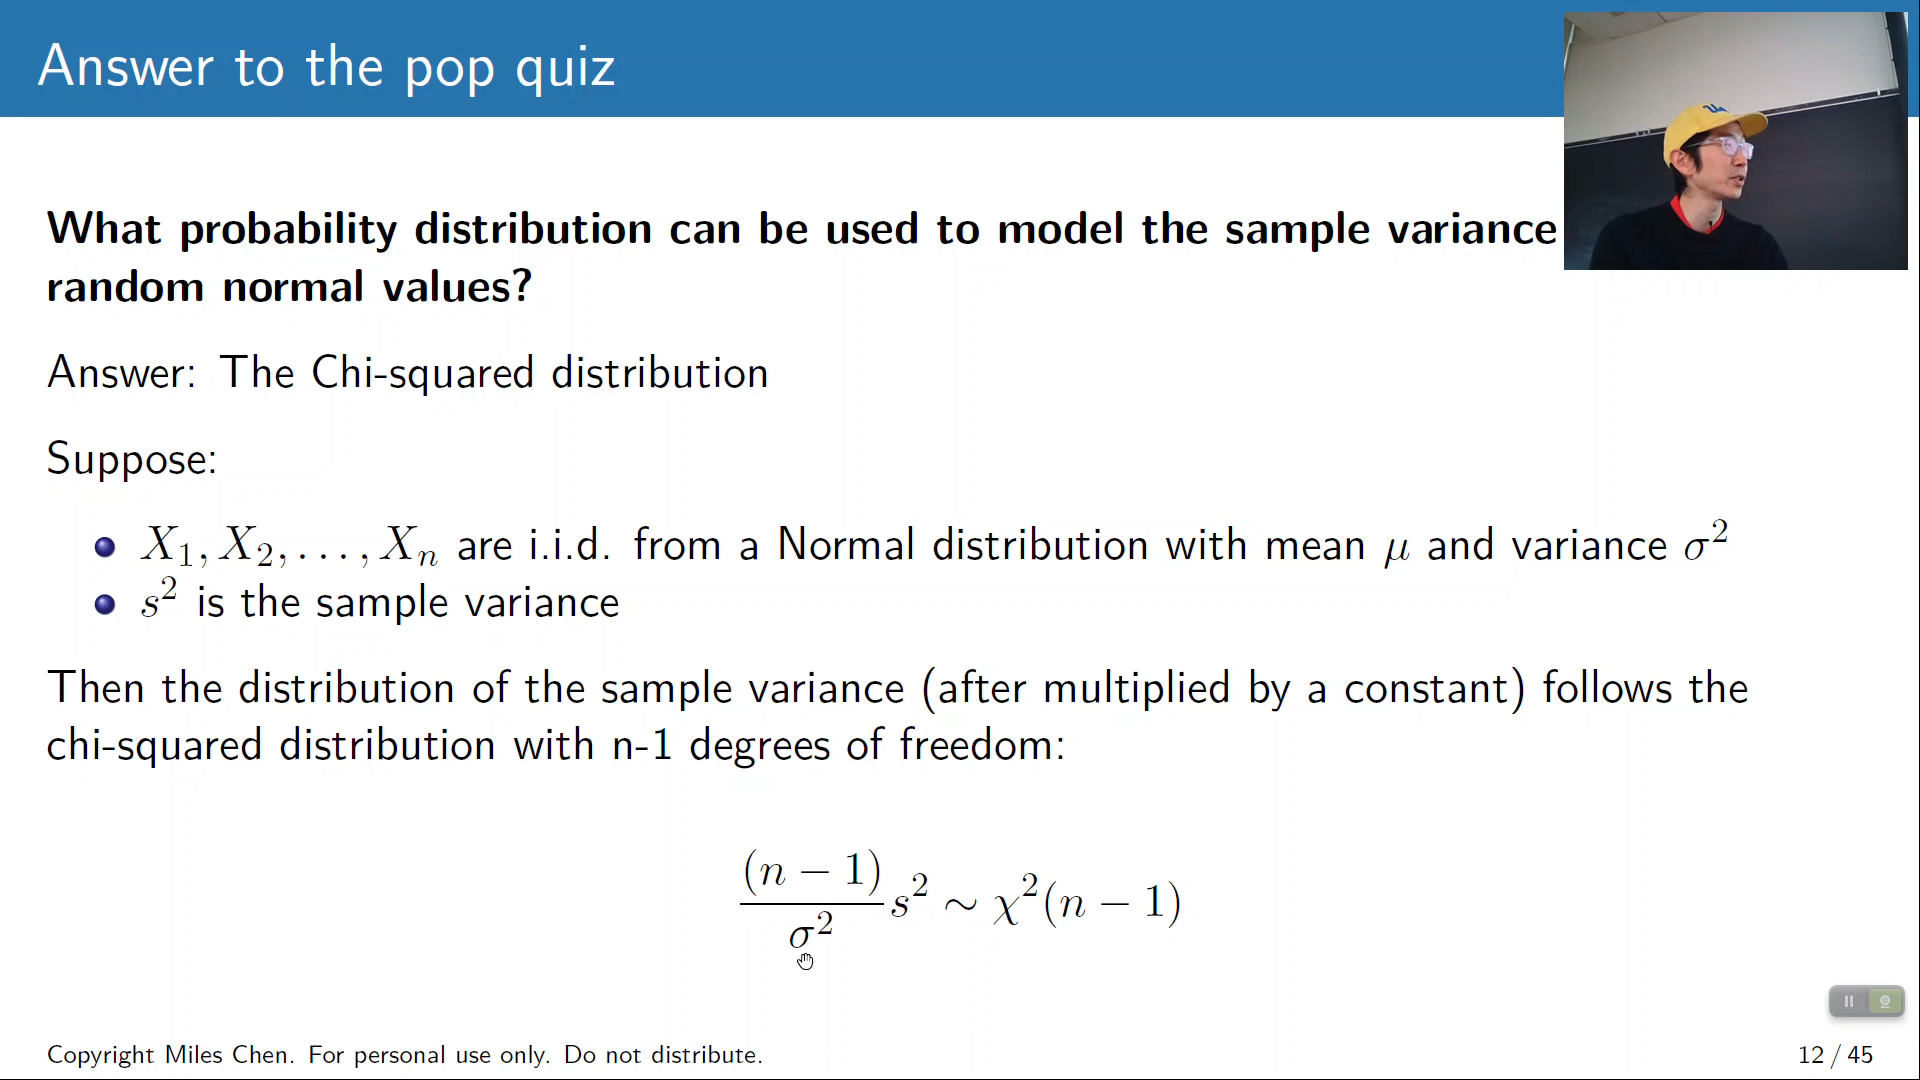 Answer to the pop quiz
What probability distribution can be used to model the sample variance
random normal values?
Answer: The Chi-squared distribution
Suppose:
X₁, X₂, . . . , Xₙ are i.i.d. from a Normal distribution with mean μ and variance σ²
s² is the sample variance
Then the distribution of the sample variance (after multiplied by a constant) follows the
chi-squared distribution with n-1 degrees of freedom:
(n − 1)/σ² s² ∼ χ²(n − 1)
Copyright Miles Chen. For personal use only. Do not distribute.
12 / 45